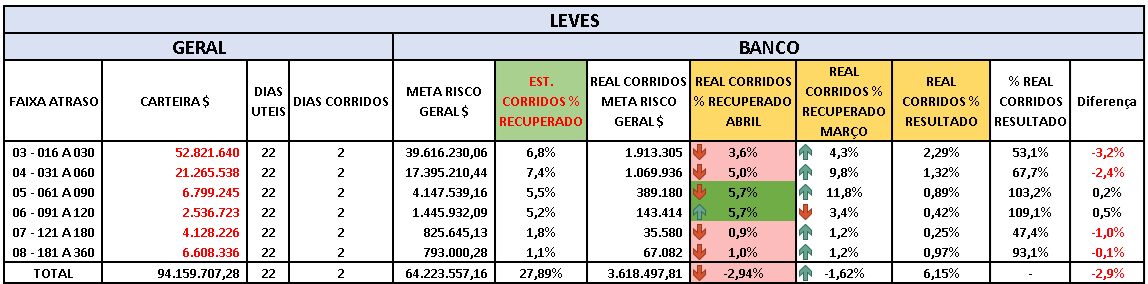 LEVES
GERAL BANCO
FAIXA ATRASO CARTEIRA $ DIAS UTEIS DIAS CORRIDOS META RISCO GERAL $ EST. CORRIDOS % RECUPERADO REAL CORRIDOS META RISCO GERAL $ REAL CORRIDOS % RECUPERADO ABRIL REAL CORRIDOS % RECUPERADO MARÇO REAL CORRIDOS % RESULTADO % REAL CORRIDOS RESULTADO Diferença
03 - 016 A 030 52.821.640 22 2 39.616.230,06 6,8% 1.913.305 3,6% 4,3% 2,29% 53,1% -3,2%
04 - 031 A 060 21.265.538 22 2 17.395.210,44 7,4% 1.069.936 5,0% 9,8% 1,32% 67,7% -2,4%
05 - 061 A 090 6.799.245 22 2 4.147.539,16 5,5% 389.180 5,7% 11,8% 0,89% 103,2% 0,2%
06 - 091 A 120 2.536.723 22 2 1.445.932,09 5,2% 143.414 5,7% 3,4% 0,42% 109,1% 0,5%
07 - 121 A 180 4.128.226 22 2 825.645,13 1,8% 35.580 0,9% 1,2% 0,25% 47,4% -1,0%
08 - 181 A 360 6.608.336 22 2 793.000,28 1,1% 67.082 1,0% 1,2% 0,97% 93,1% -0,1%
TOTAL 94.159.707,28 22 2 64.223.557,16 27,89% 3.618.497,81 -2,94% -1,62% 6,15% - -2,9%